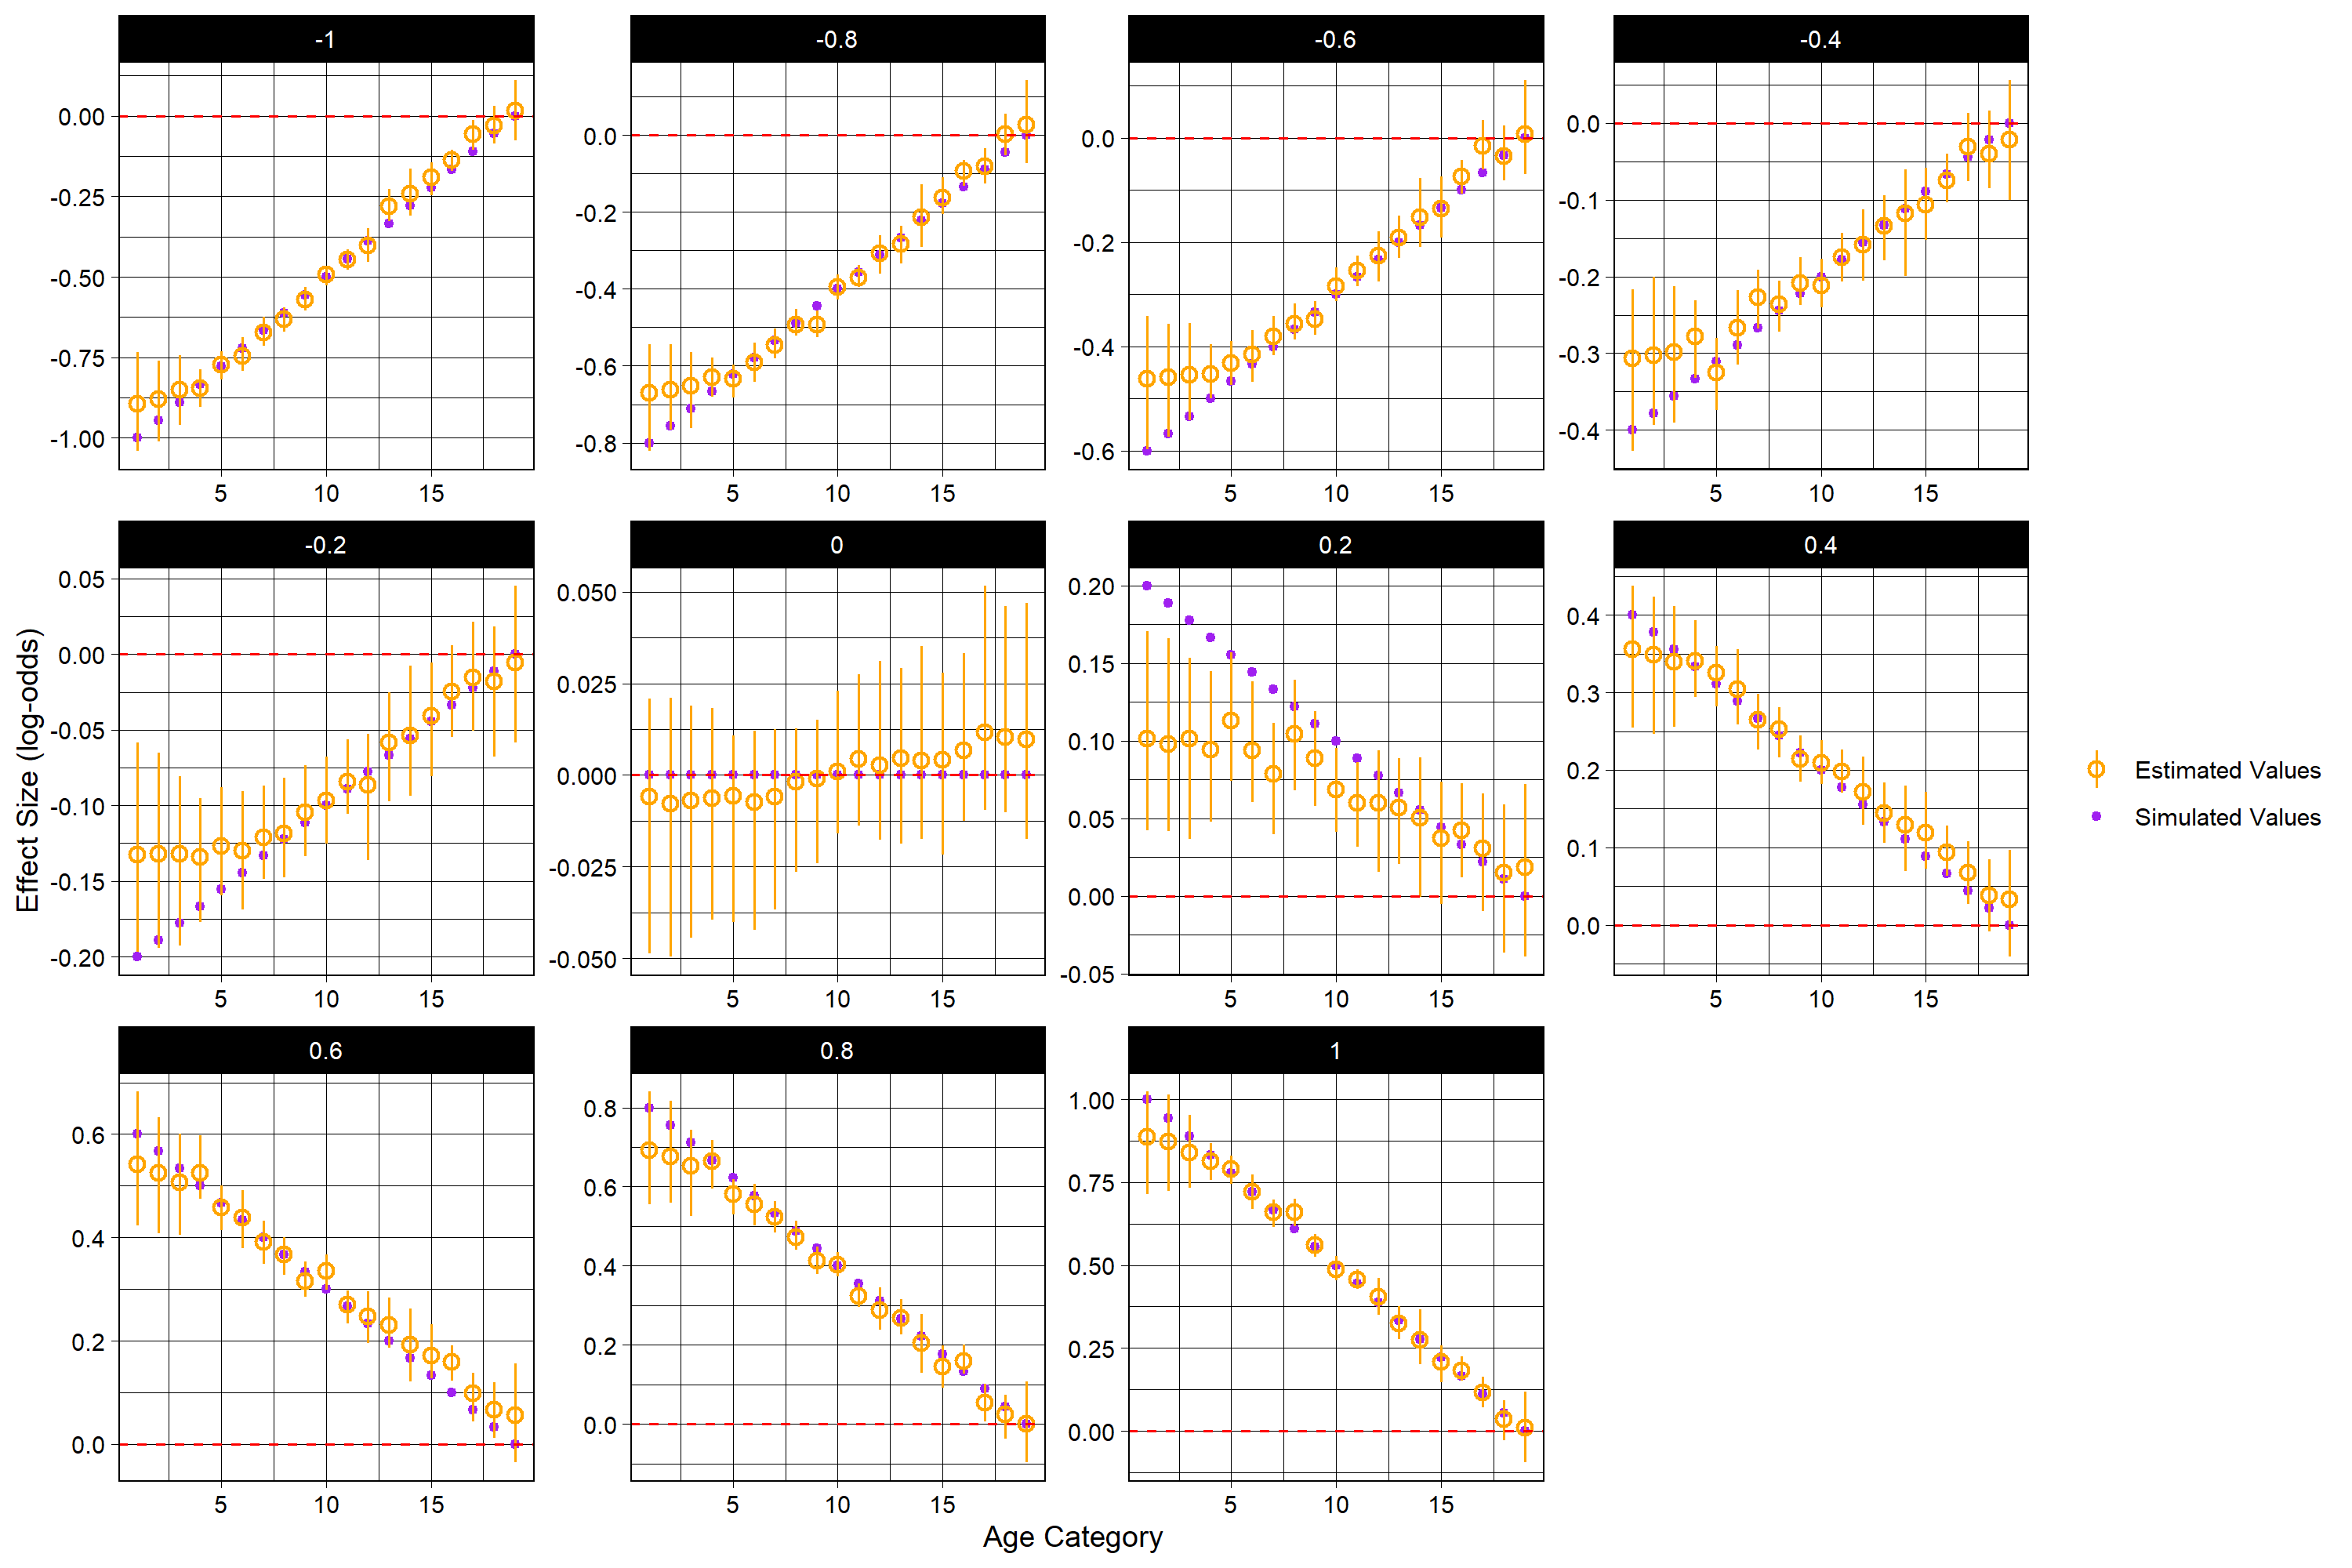 -1 -0.8 -0.6 -0.4
0.00 -0.25 -0.50 -0.75 -1.00
0.0 -0.2 -0.4 -0.6 -0.8
0.0 -0.2 -0.4 -0.6
0.0 -0.1 -0.2 -0.3 -0.4
5 10 15 5 10 15 5 10 15 5 10 15
-0.2 0 0.2 0.4
0.05 0.00 -0.05 -0.10 -0.15 -0.20
0.050 0.025 0.000 -0.025 -0.050
0.20 0.15 0.10 0.05 0.00 -0.05
0.4 0.3 0.2 0.1 0.0
5 10 15 5 10 15 5 10 15 5 10 15
0.6 0.8 1
0.6 0.4 0.2 0.0
0.8 0.6 0.4 0.2 0.0
1.00 0.75 0.50 0.25 0.00
5 10 15 5 10 15 5 10 15
Effect Size (log-odds)
Age Category
Estimated Values
Simulated Values